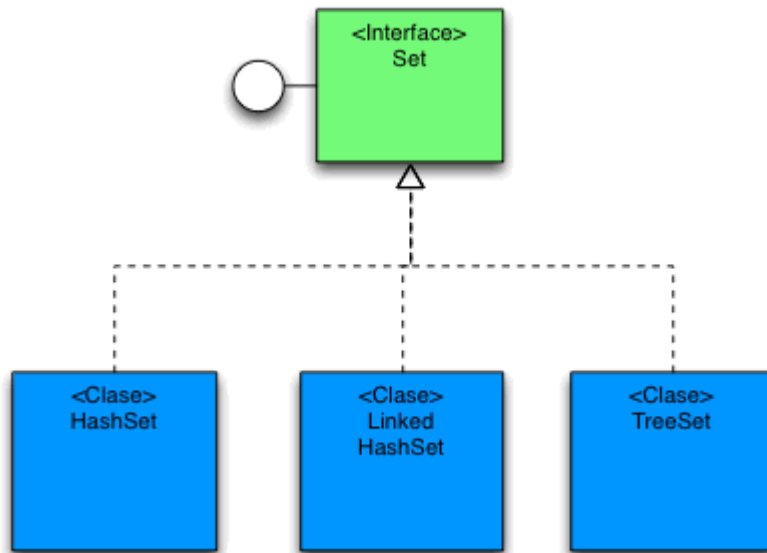 <Interface>
Set
<Clase>
HashSet
<Clase>
Linked
HashSet
<Clase>
TreeSet